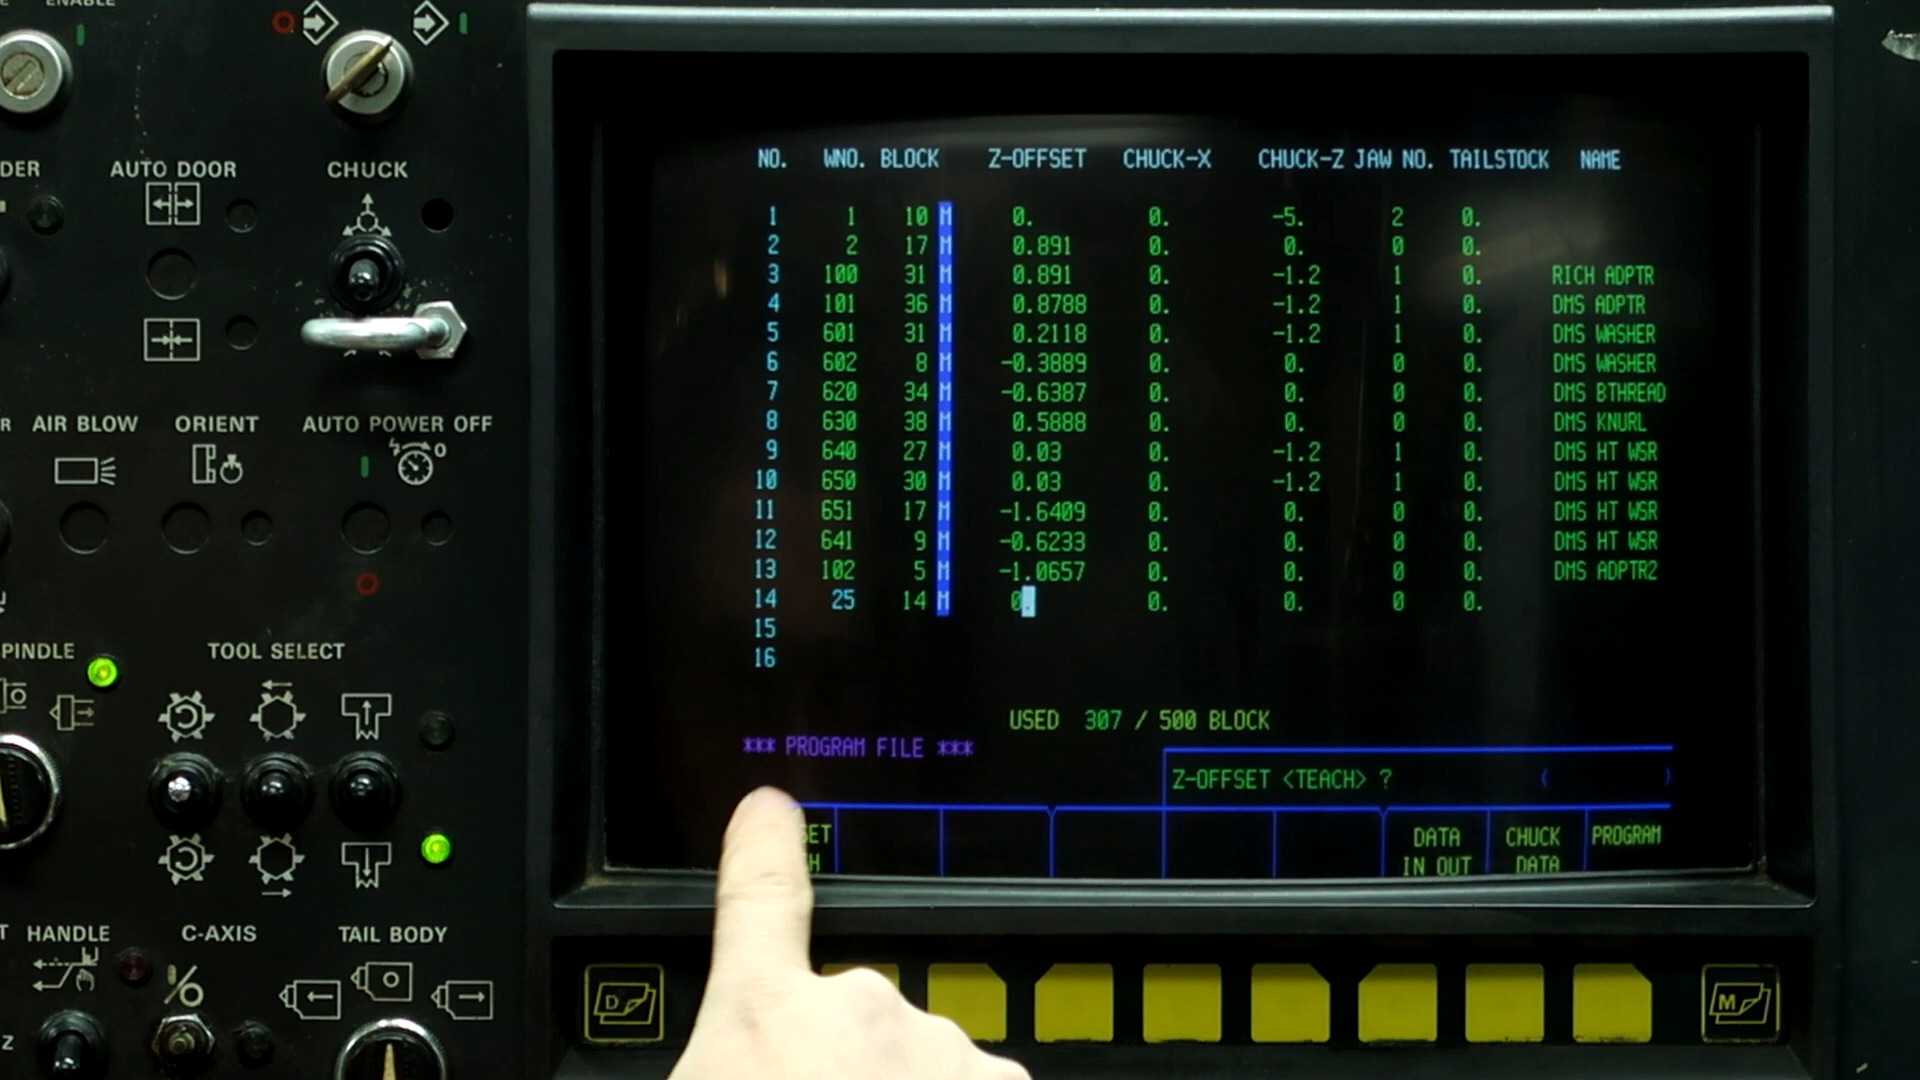 ENABLE
DER
AUTO DOOR
CHUCK
R
AIR BLOW
ORIENT
AUTO POWER OFF
PINDLE
TOOL SELECT
T
HANDLE
C-AXIS
TAIL BODY
Z
NO. WNO. BLOCK Z-OFFSET CHUCK-X CHUCK-Z JAW NO. TAILSTOCK NAME
1 1 10 M 0. 0. -5. 2 0.
2 2 17 M 0.891 0. 0. 0 0.
3 100 31 M 0.891 0. -1.2 1 0. RICH ADPTR
4 101 36 M 0.8788 0. -1.2 1 0. DMS ADPTR
5 601 31 M 0.2118 0. -1.2 1 0. DMS WASHER
6 602 8 M -0.3889 0. 0. 0 0. DMS WASHER
7 620 34 M -0.6387 0. 0. 0 0. DMS BTHREAD
8 630 38 M 0.5888 0. 0. 0 0. DMS KNURL
9 640 27 M 0.03 0. -1.2 1 0. DMS HT WSR
10 650 30 M 0.03 0. -1.2 1 0. DMS HT WSR
11 651 17 M -1.6409 0. 0. 0 0. DMS HT WSR
12 641 9 M -0.6233 0. 0. 0 0. DMS HT WSR
13 102 5 M -1.0657 0. 0. 0 0. DMS ADPTR2
14 25 14 M 0. 0. 0. 0 0.
15
16
USED 307 / 500 BLOCK
*** PROGRAM FILE ***
Z-OFFSET <TEACH> ? ( )
SET
H
DATA IN OUT
CHUCK DATA
PROGRAM
D
M